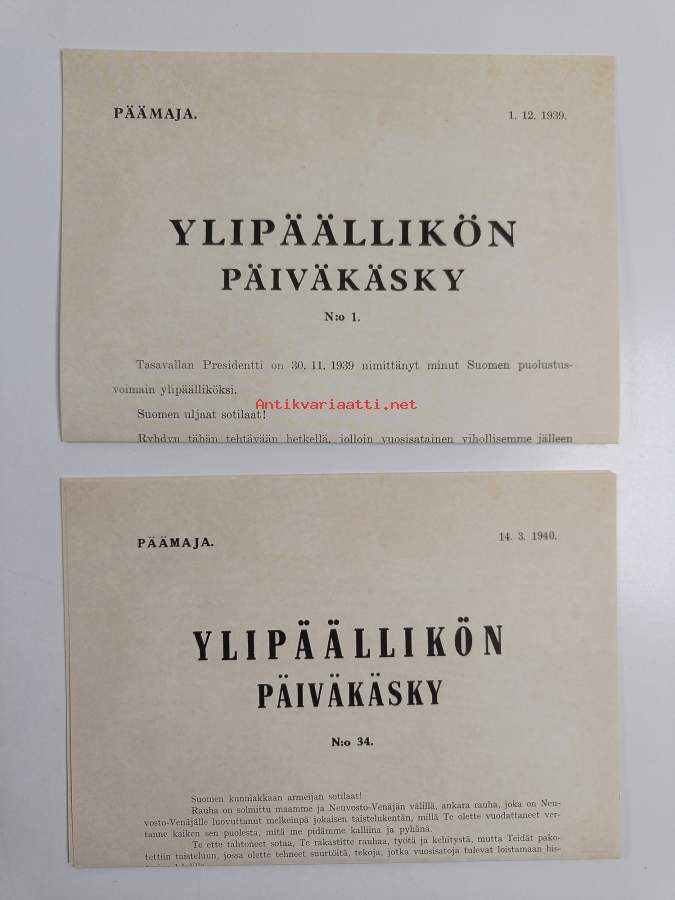 PÄÄMAJA.
1. 12. 1939.
YLIPÄÄLLIKÖN
PÄIVÄKÄSKY
N:o 1.
Tasavallan Presidentti on 30. 11. 1939 nimittänyt minut Suomen puolustus-
voimain ylipäälliköksi.
Antikvariaatti.net
Suomen uljaat sotilaat!
Ryhdyn tähän tehtävään hetkellä, jolloin vuosisatainen vihollisemme jälleen
PÄÄMAJA.
14. 3. 1940.
YLIPÄÄLLIKÖN
PÄIVÄKÄSKY
N:o 34.
Suomen kunniakkaan armeijan sotilaat!
Rauha on solmittu maamme ja Neuvosto-Venäjän välillä, ankara rauha, joka on Neu-
vosto-Venäjälle luovuttanut melkeinpä jokaisen taistelukentän, millä Te olette vuodattaneet ver-
tanne kaiken sen puolesta, mitä me pidämme kalliina ja pyhänä.
Te ette tahtoneet sotaa, Te rakastitte rauhaa, työtä ja kehitystä, mutta Teidät pako-
tettiin taisteluun, jossa olette tehneet suurtöitä, tekoja, jotka vuosisatoja tulevat loistamaan his-